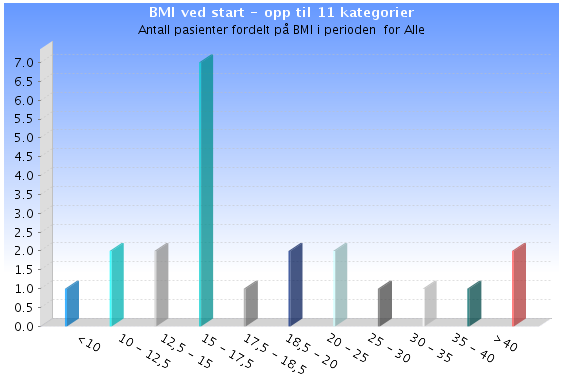 BMI ved start - opp til 11 kategorier
Antall pasienter fordelt på BMI i perioden  for Alle
7.0
6.5
6.0
5.5
5.0
4.5
4.0
3.5
3.0
2.5
2.0
1.5
1.0
0.5
0.0
<10
10 - 12,5
12,5 - 15
15 - 17,5
17,5 - 18,5
18,5 - 20
20 - 25
25 - 30
30 - 35
35 - 40
>40